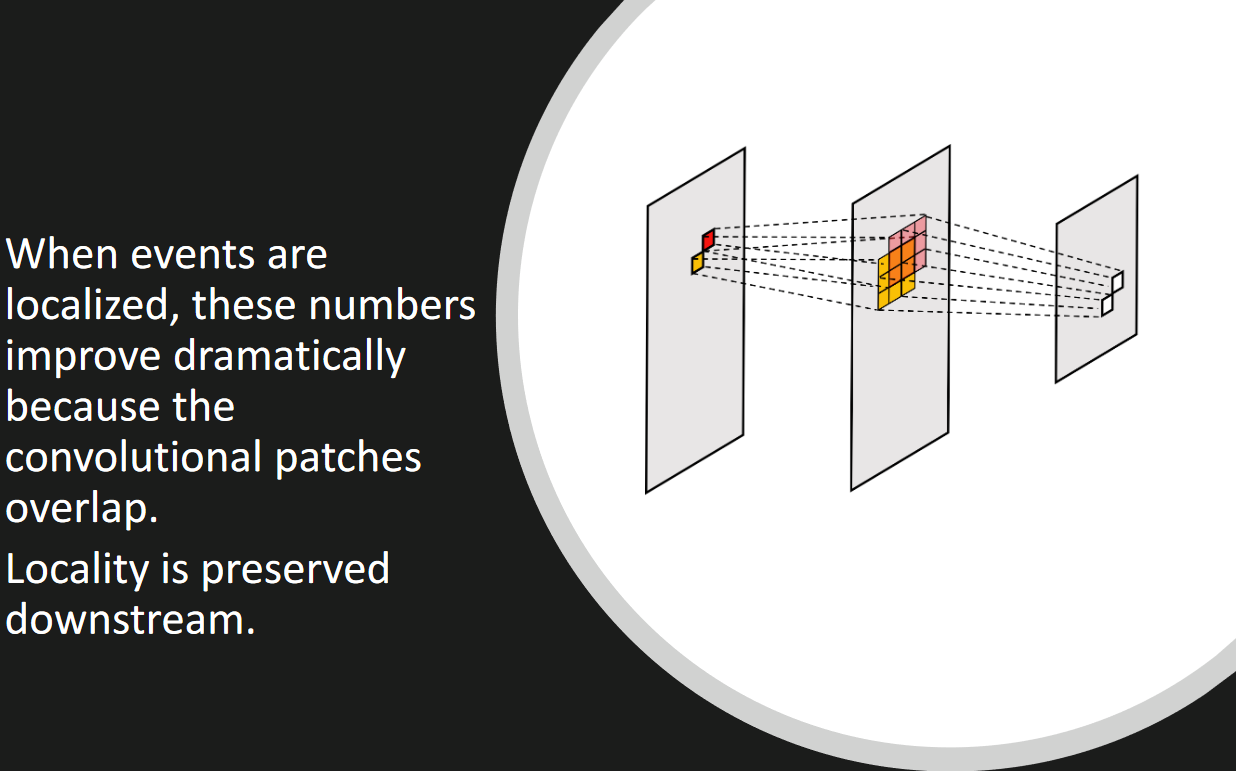 When events are
localized, these numbers
improve dramatically
because the
convolutional patches
overlap.
Locality is preserved
downstream.